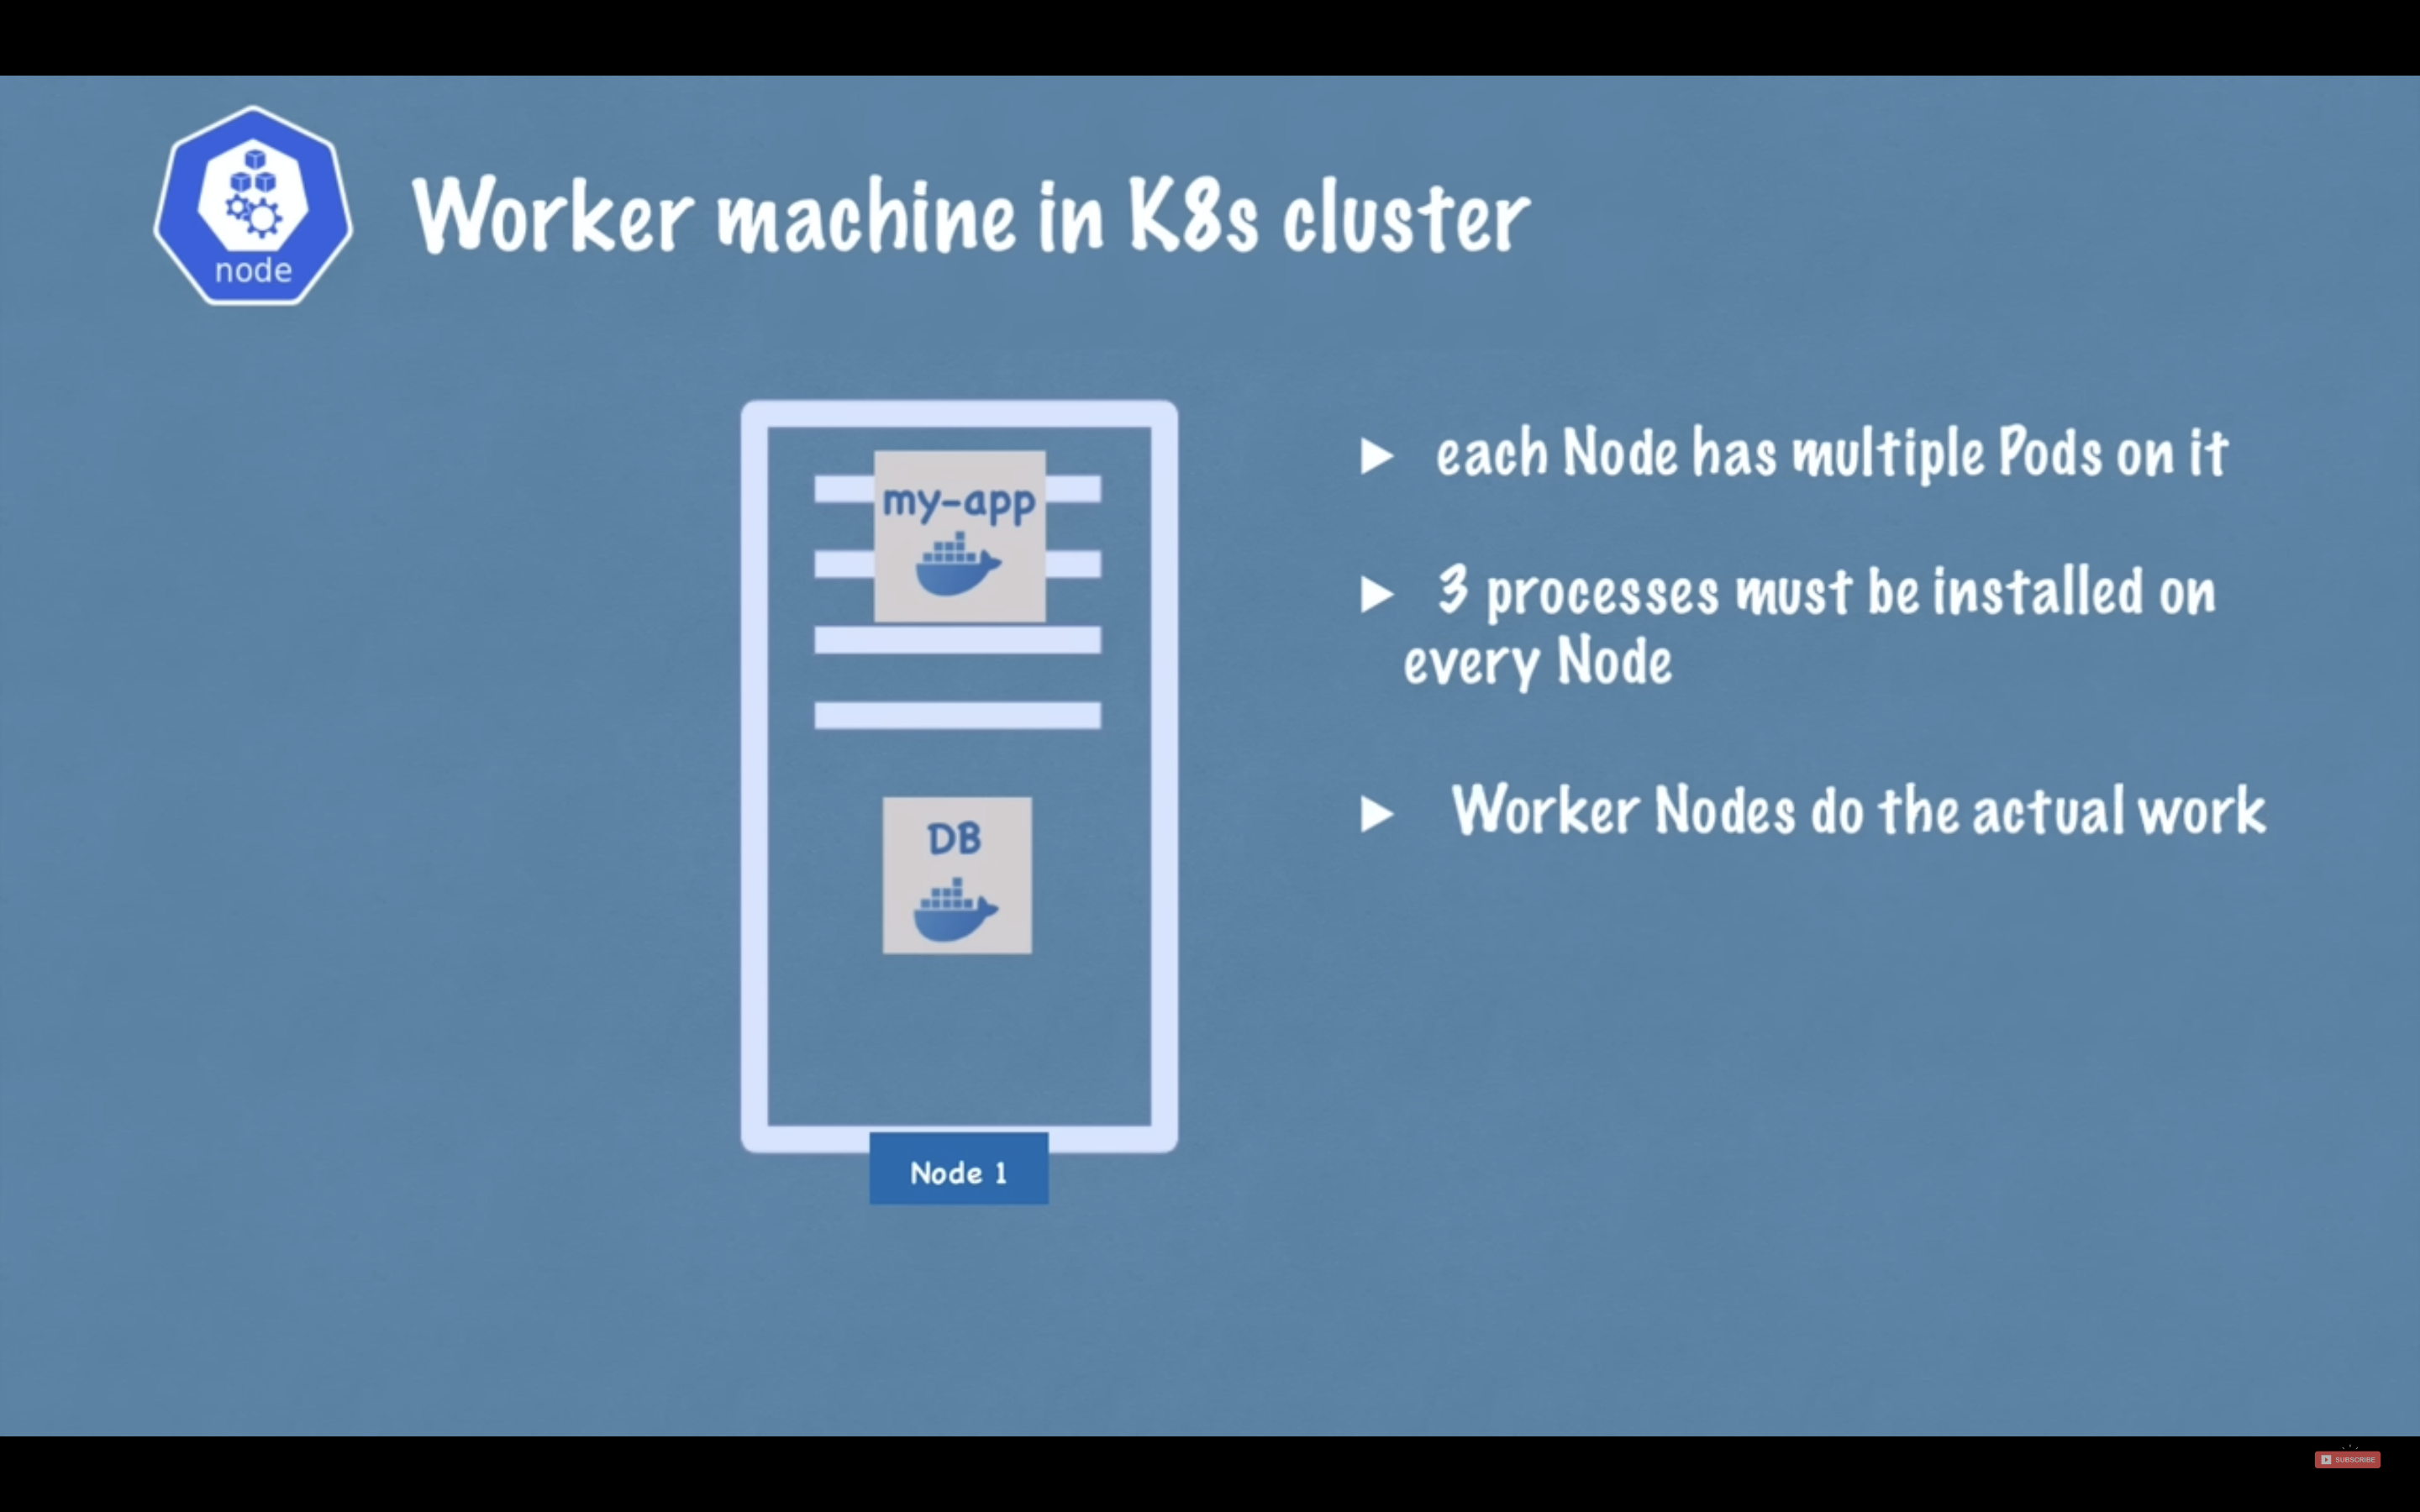 node
Worker machine in K8s cluster
my-app
DB
Node 1
▶ each Node has multiple Pods on it
▶ 3 processes must be installed on
every Node
▶ Worker Nodes do the actual work
SUBSCRIBE